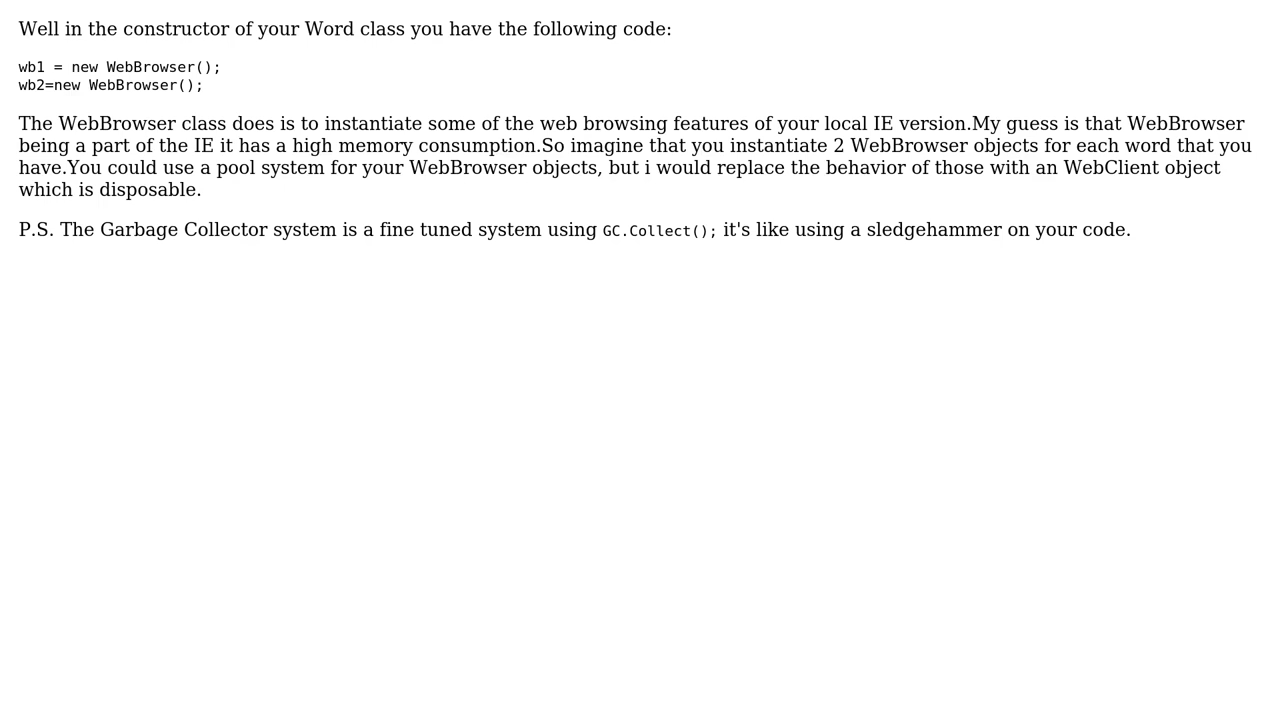 Well in the constructor of your Word class you have the following code:
wb1 = new WebBrowser();
wb2=new WebBrowser();
The WebBrowser class does is to instantiate some of the web browsing features of your local IE version.My guess is that WebBrowser
being a part of the IE it has a high memory consumption.So imagine that you instantiate 2 WebBrowser objects for each word that you
have.You could use a pool system for your WebBrowser objects, but i would replace the behavior of those with an WebClient object
which is disposable.
P.S. The Garbage Collector system is a fine tuned system using GC.Collect(); it's like using a sledgehammer on your code.